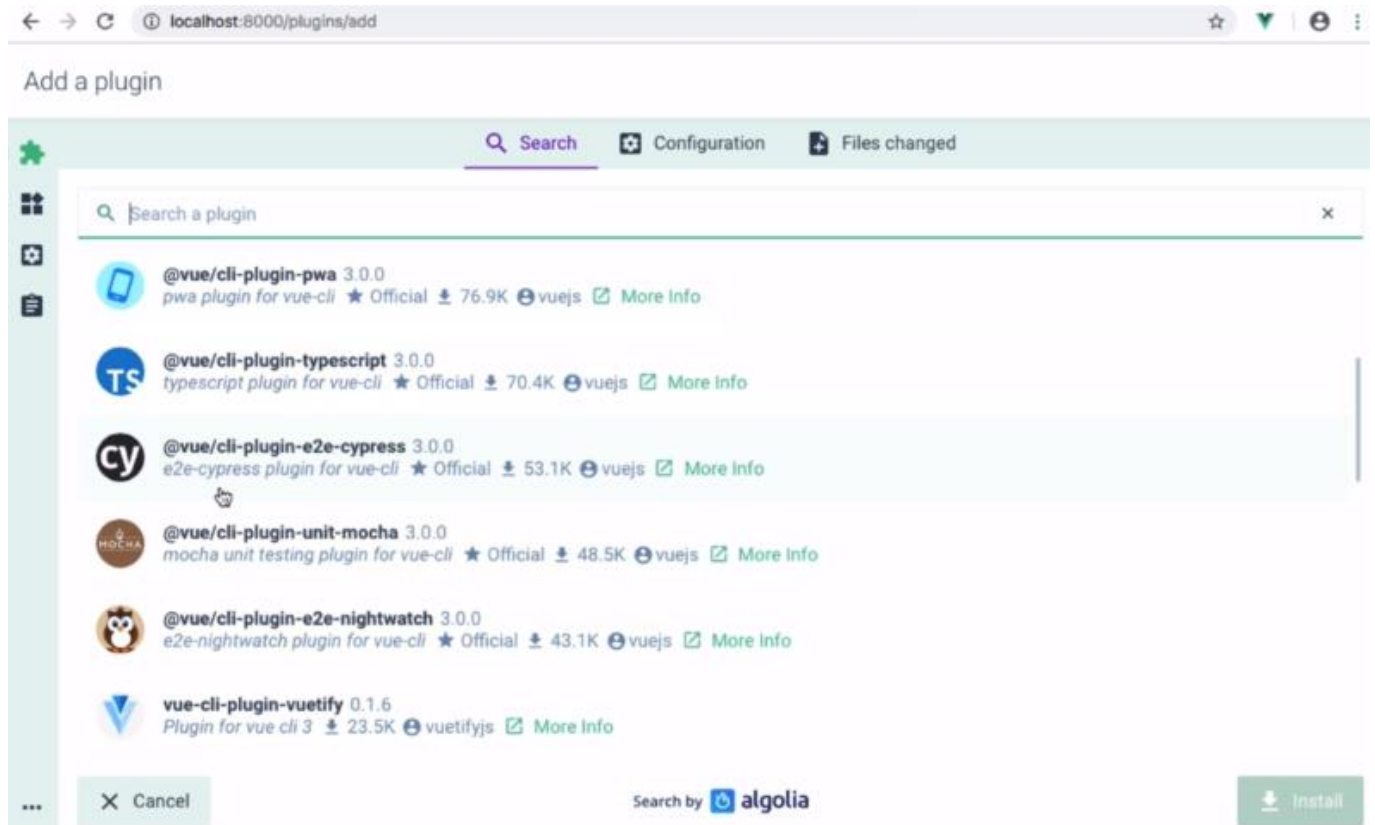 localhost:8000/plugins/add
Add a plugin
Search Configuration Files changed
Search a plugin
@vue/cli-plugin-pwa 3.0.0
pwa plugin for vue-cli Official 76.9K vuejs More Info
TS
@vue/cli-plugin-typescript 3.0.0
typescript plugin for vue-cli Official 70.4K vuejs More Info
cy
@vue/cli-plugin-e2e-cypress 3.0.0
e2e-cypress plugin for vue-cli Official 53.1K vuejs More Info
MOCHA
@vue/cli-plugin-unit-mocha 3.0.0
mocha unit testing plugin for vue-cli Official 48.5K vuejs More Info
@vue/cli-plugin-e2e-nightwatch 3.0.0
e2e-nightwatch plugin for vue-cli Official 43.1K vuejs More Info
vue-cli-plugin-vuetify 0.1.6
Plugin for vue cli 3 23.5K vuetifyjs More Info
Cancel Search by algolia Install